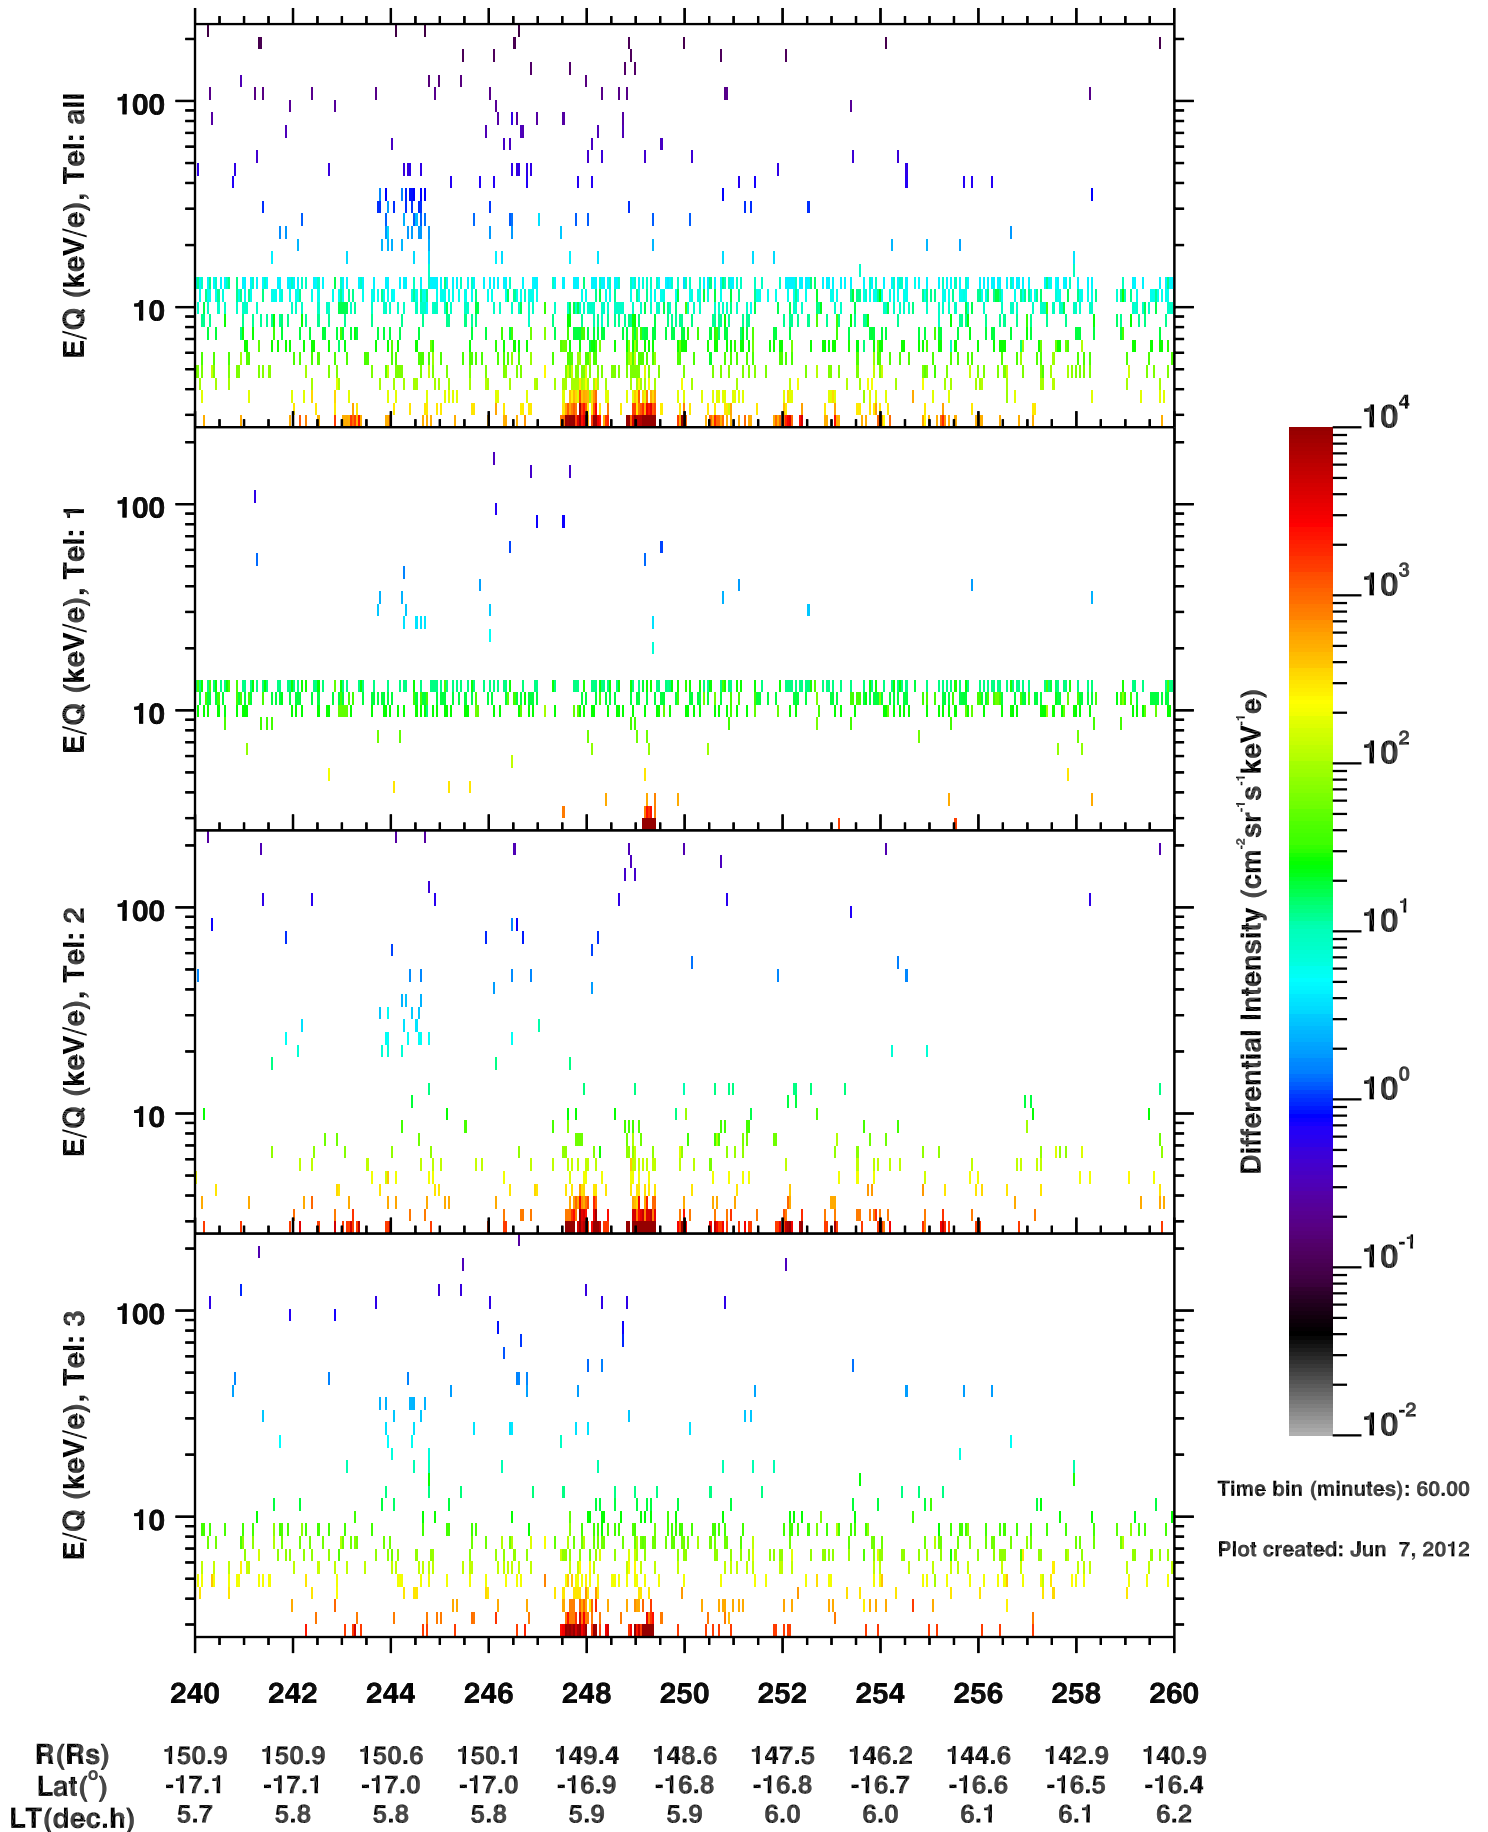 E/Q (keV/e), Tel: all
100
10
E/Q (keV/e), Tel: 1
100
10
E/Q (keV/e), Tel: 2
100
10
E/Q (keV/e), Tel: 3
100
10
240 242 244 246 248 250 252 254 256 258 260
R(Rs) 150.9 150.9 150.6 150.1 149.4 148.6 147.5 146.2 144.6 142.9 140.9
Lat(°) -17.1 -17.1 -17.0 -17.0 -16.9 -16.8 -16.8 -16.7 -16.6 -16.5 -16.4
LT(dec.h) 5.7 5.8 5.8 5.8 5.9 5.9 6.0 6.0 6.1 6.1 6.2
Differential Intensity (cm⁻²sr⁻¹s⁻¹keV⁻¹e)
10⁴
10³
10²
10¹
10⁰
10⁻¹
10⁻²
Time bin (minutes): 60.00
Plot created: Jun 7, 2012